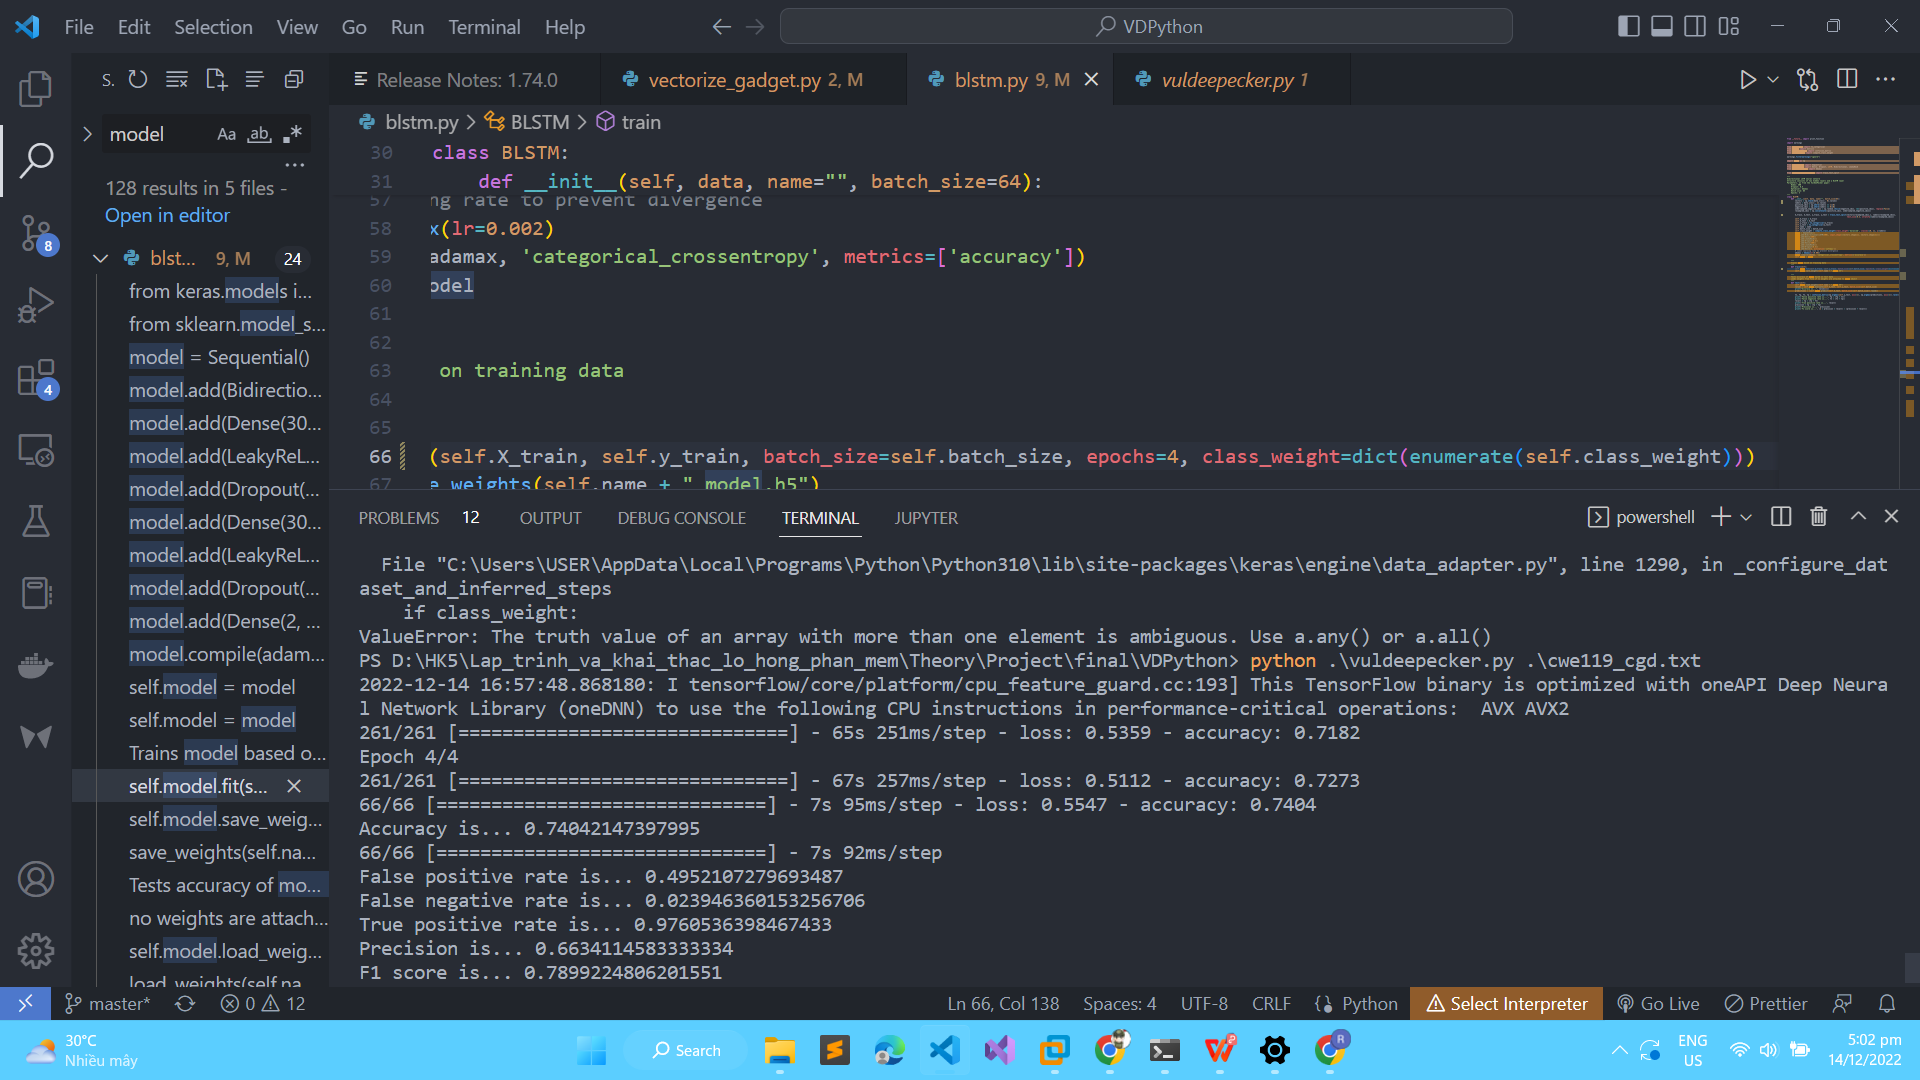 File Edit Selection View Go Run Terminal Help
VDPython
S.
Release Notes: 1.74.0
vectorize_gadget.py 2, M
blstm.py 9, M
vuldeepecker.py 1
model
Aa ab
128 results in 5 files -
Open in editor
blst... 9, M 24
from keras.models i...
from sklearn.model_s...
model = Sequential()
model.add(Bidirectio...
model.add(Dense(30...
model.add(LeakyReL...
model.add(Dropout(...
model.add(Dense(30...
model.add(LeakyReL...
model.add(Dropout(...
model.add(Dense(2, ...
model.compile(adam...
self.model = model
self.model = model
Trains model based o...
self.model.fit(s...
self.model.save_weig...
save_weights(self.na...
Tests accuracy of mo...
no weights are attach...
self.model.load_weig...
load_weights(self.na
8
4
blstm.py > BLSTM > train
30 class BLSTM:
31 def __init__(self, data, name="", batch_size=64):
57 ng rate to prevent divergence
58 x(lr=0.002)
59 adamax, 'categorical_crossentropy', metrics=['accuracy'])
60 odel
61
62
63 on training data
64
65
66 (self.X_train, self.y_train, batch_size=self.batch_size, epochs=4, class_weight=dict(enumerate(self.class_weight)))
67 e_weights(self.name + "_model.h5")
PROBLEMS 12 OUTPUT DEBUG CONSOLE TERMINAL JUPYTER
powershell
File "C:\Users\USER\AppData\Local\Programs\Python\Python310\lib\site-packages\keras\engine\data_adapter.py", line 1290, in _configure_dat
aset_and_inferred_steps
if class_weight:
ValueError: The truth value of an array with more than one element is ambiguous. Use a.any() or a.all()
PS D:\HK5\Lap_trinh_va_khai_thac_lo_hong_phan_mem\Theory\Project\final\VDPython> python .\vuldeepecker.py .\cwe119_cgd.txt
2022-12-14 16:57:48.868180: I tensorflow/core/platform/cpu_feature_guard.cc:193] This TensorFlow binary is optimized with oneAPI Deep Neura
l Network Library (oneDNN) to use the following CPU instructions in performance-critical operations:  AVX AVX2
261/261 [==============================] - 65s 251ms/step - loss: 0.5359 - accuracy: 0.7182
Epoch 4/4
261/261 [==============================] - 67s 257ms/step - loss: 0.5112 - accuracy: 0.7273
66/66 [==============================] - 7s 95ms/step - loss: 0.5547 - accuracy: 0.7404
Accuracy is... 0.74042147397995
66/66 [==============================] - 7s 92ms/step
False positive rate is... 0.4952107279693487
False negative rate is... 0.023946360153256706
True positive rate is... 0.9760536398467433
Precision is... 0.6634114583333334
F1 score is... 0.7899224806201551
master* 0 12
Ln 66, Col 138 Spaces: 4 UTF-8 CRLF Python Select Interpreter Go Live Prettier
30°C
Nhiều mây
Search
R
ENG
US
5:02 pm
14/12/2022